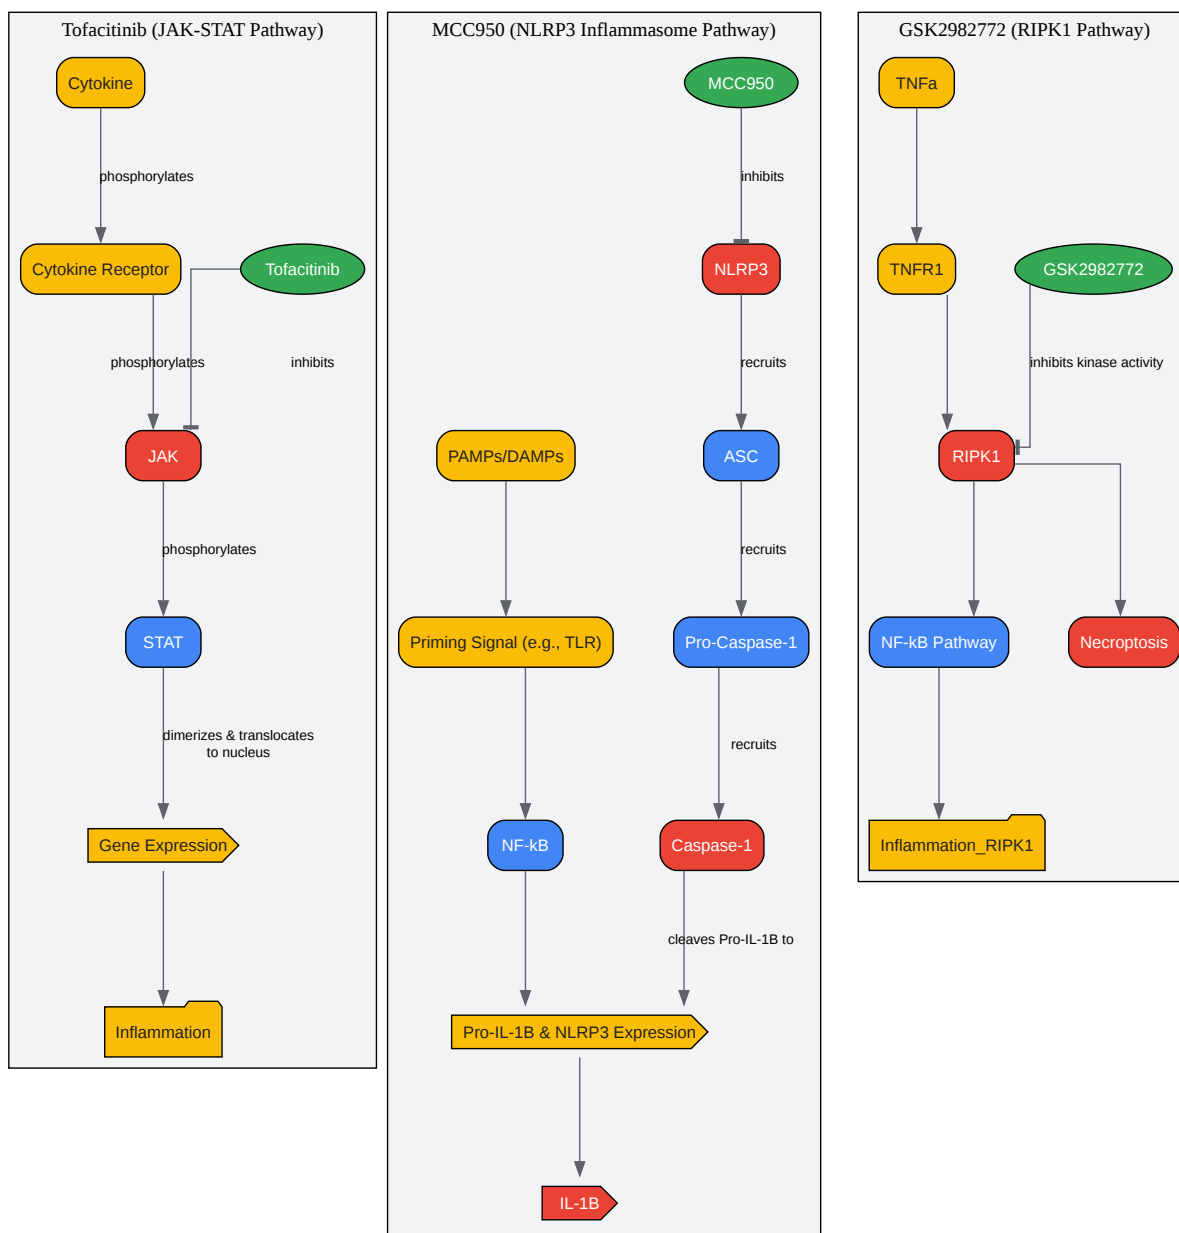 Tofacitinib (JAK-STAT Pathway)
Cytokine
phosphorylates
Cytokine Receptor
Tofacitinib
phosphorylates
inhibits
JAK
phosphorylates
STAT
dimerizes & translocates
to nucleus
Gene Expression
Inflammation
MCC950 (NLRP3 Inflammasome Pathway)
MCC950
inhibits
NLRP3
recruits
PAMPs/DAMPs
ASC
recruits
Priming Signal (e.g., TLR)
Pro-Caspase-1
recruits
NF-kB
Caspase-1
cleaves Pro-IL-1B to
Pro-IL-1B & NLRP3 Expression
IL-1B
GSK2982772 (RIPK1 Pathway)
TNFa
TNFR1
GSK2982772
inhibits kinase activity
RIPK1
NF-kB Pathway
Necroptosis
Inflammation_RIPK1